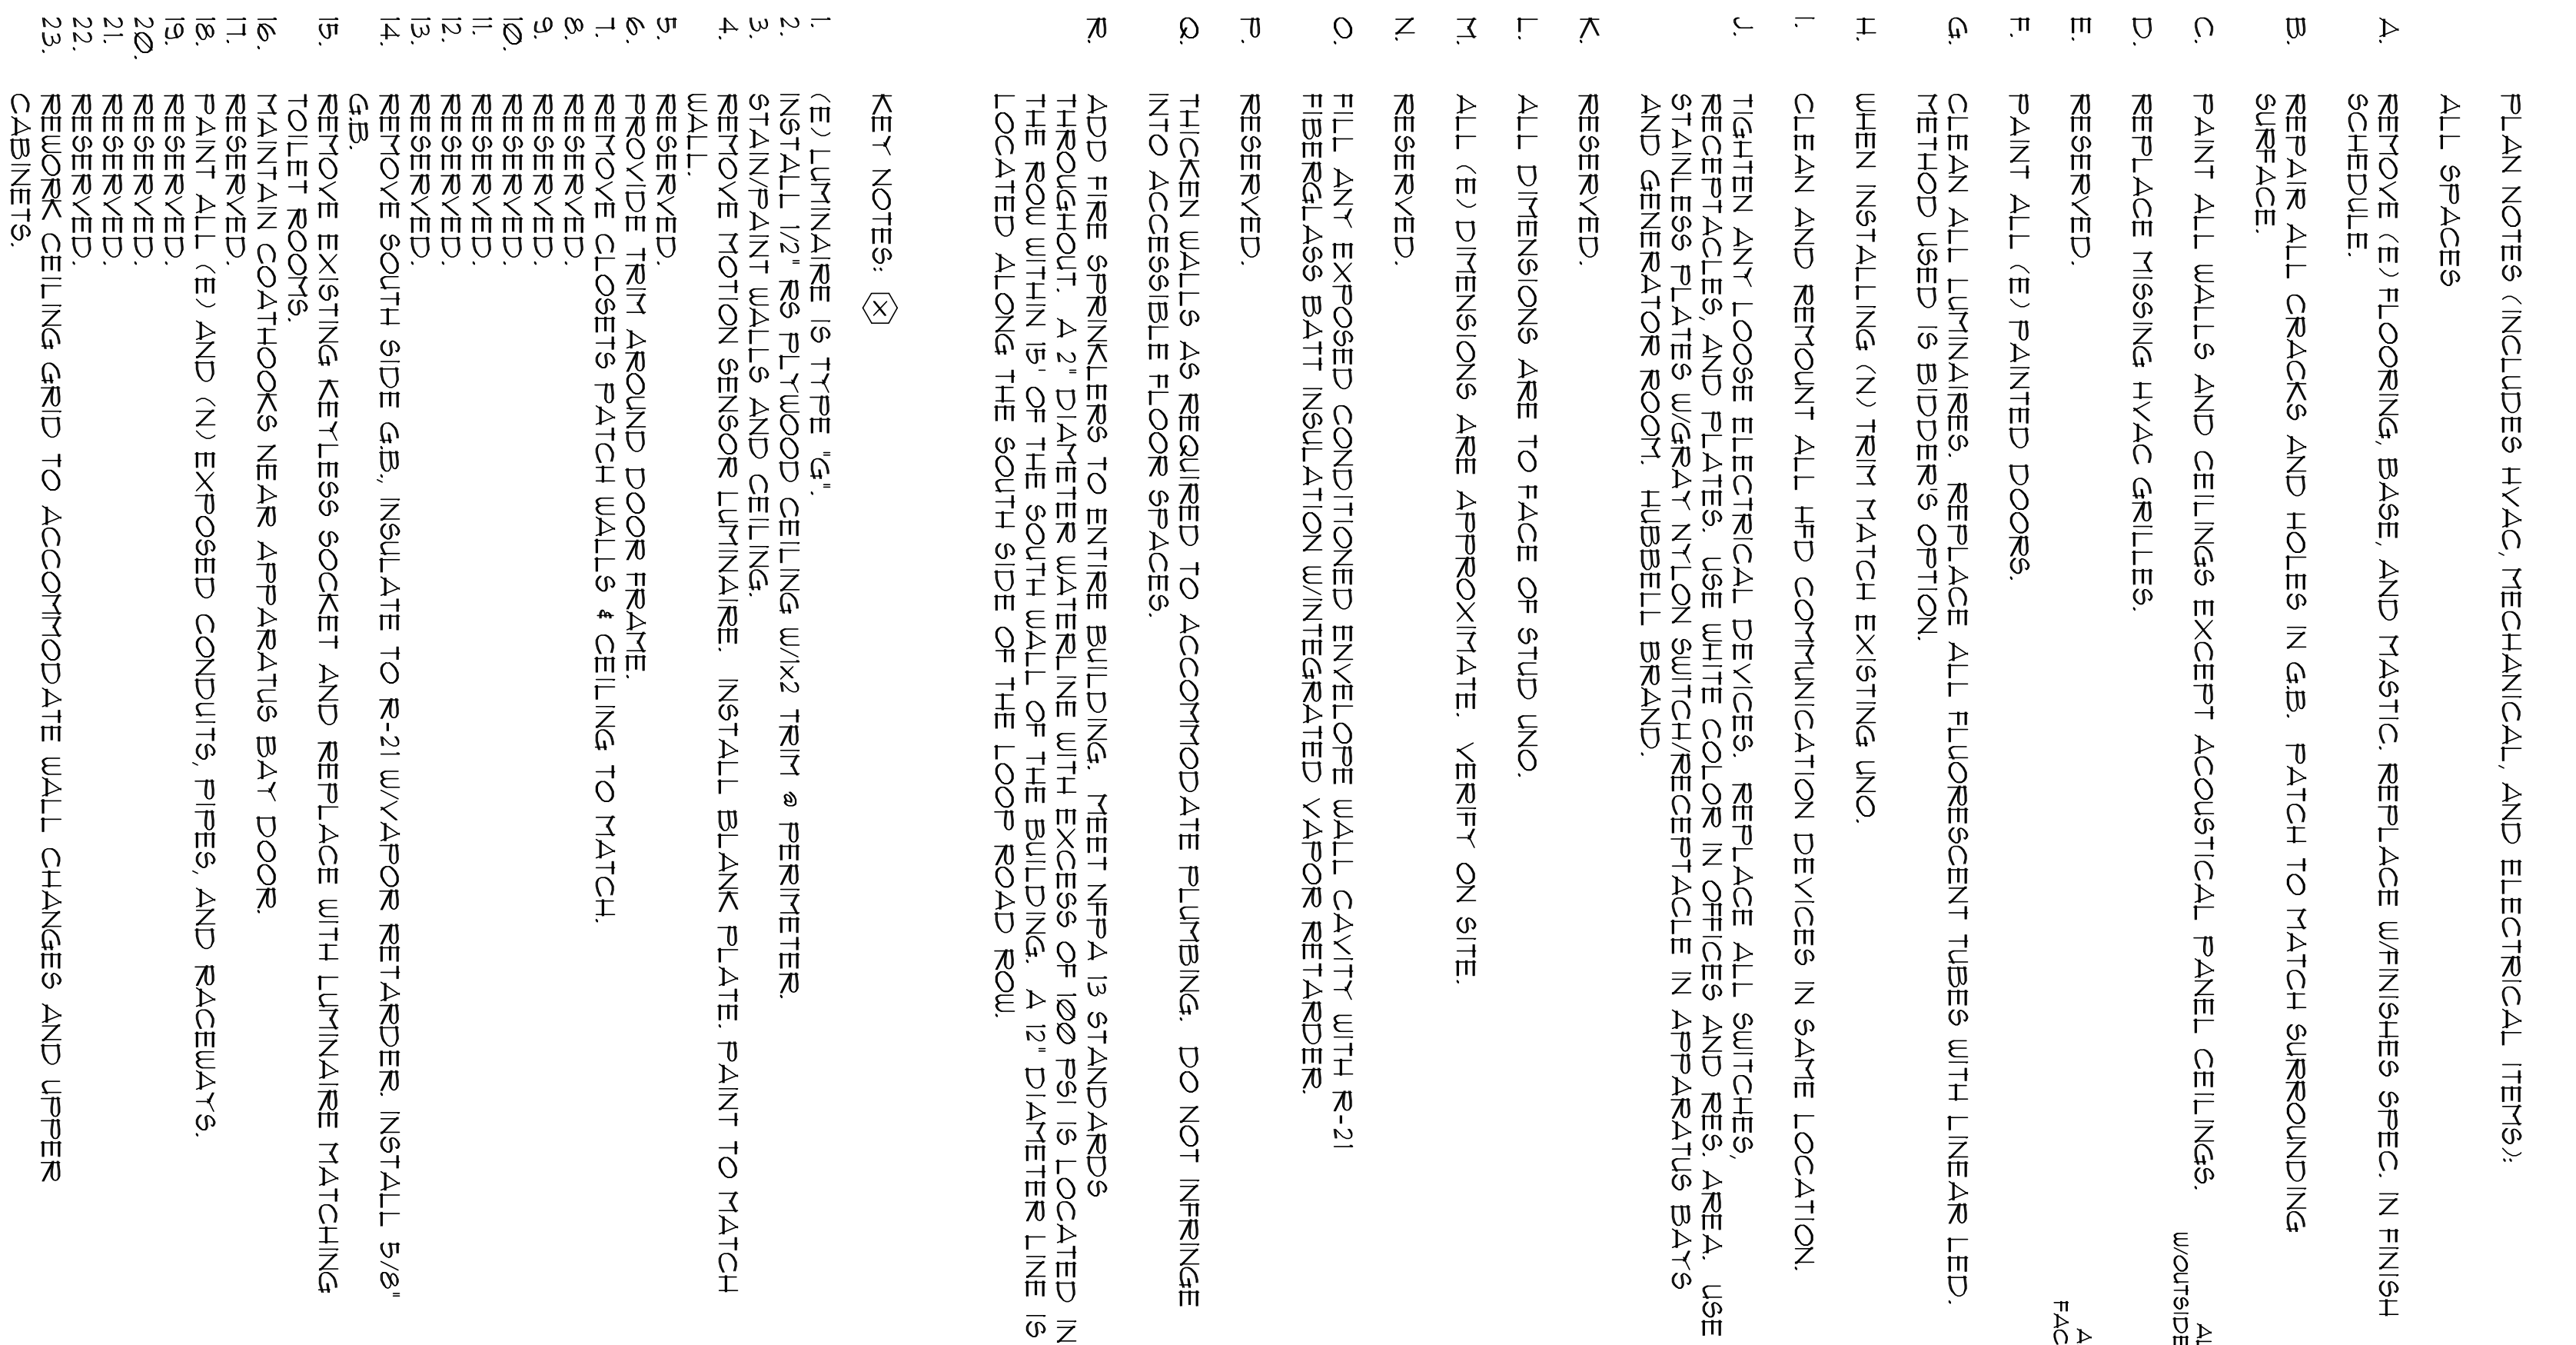 PLAN NOTES (INCLUDES HVAC, MECHANICAL, AND ELECTRICAL ITEMS):
ALL SPACES
A. REMOVE (E) FLOORING, BASE, AND MASTIC. REPLACE W/FINISHES SPEC. IN FINISH
SCHEDULE.
B. REPAIR ALL CRACKS AND HOLES IN G.B. PATCH TO MATCH SURROUNDING
SURFACE.
C. PAINT ALL WALLS AND CEILINGS EXCEPT ACOUSTICAL PANEL CEILINGS.
D. REPLACE MISSING HVAC GRILLES.
E. RESERVED.
F. PAINT ALL (E) PAINTED DOORS.
G. CLEAN ALL LUMINAIRES. REPLACE ALL FLUORESCENT TUBES WITH LINEAR LED.
METHOD USED IS BIDDER'S OPTION.
H. WHEN INSTALLING (N) TRIM MATCH EXISTING UNO.
I. CLEAN AND REMOUNT ALL HFD COMMUNICATION DEVICES IN SAME LOCATION.
J. TIGHTEN ANY LOOSE ELECTRICAL DEVICES. REPLACE ALL SWITCHES,
RECEPTACLES, AND PLATES. USE WHITE COLOR IN OFFICES AND RES. AREA. USE
STAINLESS PLATES W/GRAY NYLON SWITCH/RECEPTACLE IN APPARATUS BAYS
AND GENERATOR ROOM. HUBBELL BRAND.
K. RESERVED.
L. ALL DIMENSIONS ARE TO FACE OF STUD UNO.
M. ALL (E) DIMENSIONS ARE APPROXIMATE. VERIFY ON SITE.
N. RESERVED.
O. FILL ANY EXPOSED CONDITIONED ENVELOPE WALL CAVITY WITH R-21
FIBERGLASS BATT INSULATION W/INTEGRATED VAPOR RETARDER.
P. RESERVED.
Q. THICKEN WALLS AS REQUIRED TO ACCOMMODATE PLUMBING. DO NOT INFRINGE
INTO ACCESSIBLE FLOOR SPACES.
R. ADD FIRE SPRINKLERS TO ENTIRE BUILDING. MEET NFPA 13 STANDARDS
THROUGHOUT. A 2" DIAMETER WATERLINE WITH EXCESS OF 100 PSI IS LOCATED IN
THE ROW WITHIN 15' OF THE SOUTH WALL OF THE BUILDING. A 12" DIAMETER LINE IS
LOCATED ALONG THE SOUTH SIDE OF THE LOOP ROAD ROW.
KEY NOTES: X
1. (E) LUMINAIRE IS TYPE "G".
2. INSTALL 1/2" RS PLYWOOD CEILING W/1x2 TRIM @ PERIMETER.
3. STAIN/PAINT WALLS AND CEILING.
4. REMOVE MOTION SENSOR LUMINAIRE. INSTALL BLANK PLATE. PAINT TO MATCH
WALL.
5. RESERVED.
6. PROVIDE TRIM AROUND DOOR FRAME.
7. REMOVE CLOSETS PATCH WALLS & CEILING TO MATCH.
8. RESERVED.
9. RESERVED.
10. RESERVED.
11. RESERVED.
12. RESERVED.
13. RESERVED.
14. REMOVE SOUTH SIDE G.B., INSULATE TO R-21 W/VAPOR RETARDER. INSTALL 5/8"
G.B.
15. REMOVE EXISTING KEYLESS SOCKET AND REPLACE WITH LUMINAIRE MATCHING
TOILET ROOMS.
16. MAINTAIN COATHOOKS NEAR APPARATUS BAY DOOR.
17. RESERVED.
18. PAINT ALL (E) AND (N) EXPOSED CONDUITS, PIPES, AND RACEWAYS.
19. RESERVED.
20. RESERVED.
21. RESERVED.
22. RESERVED.
23. REWORK CEILING GRID TO ACCOMMODATE WALL CHANGES AND UPPER
CABINETS.
AL
W/OUTSIDE
A
FAC